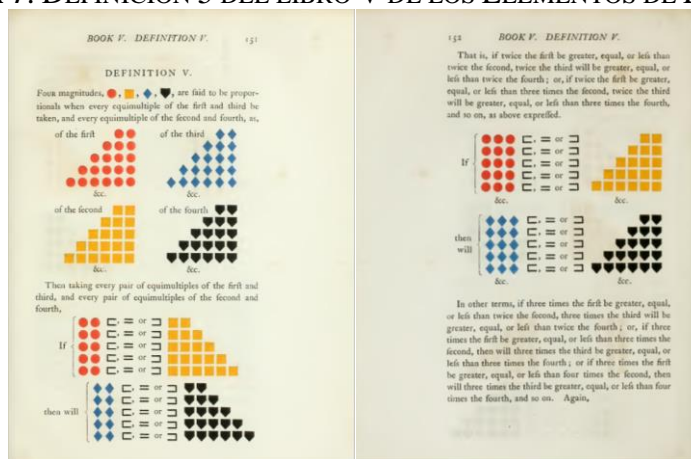 7. DEFINICIÓN 5 DEL LIBRO V DE LOS ELEMENTOS DE
BOOK V. DEFINITION V. 151
DEFINITION V.
Four magnitudes, , , , , are ſaid to be propor-
tionals when every equimultiple of the firſt and third be
taken, and every equimultiple of the ſecond and fourth, as,
of the firſt of the third
&c. &c.
of the ſecond of the fourth
&c. &c.
Then taking every pair of equimultiples of the firſt and
third, and every pair of equimultiples of the ſecond and
fourth,
⊏, = or ⊐
⊏, = or ⊐
If ⊏, = or ⊐
⊏, = or ⊐
⊏, = or ⊐
⊏, = or ⊐
⊏, = or ⊐
then will ⊏, = or ⊐
⊏, = or ⊐
⊏, = or ⊐
152 BOOK V. DEFINITION V.
That is, if twice the firſt be greater, equal, or leſs than
twice the ſecond, twice the third will be greater, equal, or
leſs than twice the fourth; or, if twice the firſt be greater,
equal, or leſs than three times the ſecond, twice the third
will be greater, equal, or leſs than three times the fourth,
and so on, as above expreſſed.
⊏, = or ⊐
⊏, = or ⊐
If ⊏, = or ⊐
⊏, = or ⊐
⊏, = or ⊐
&c. &c.
⊏, = or ⊐
then ⊏, = or ⊐
will ⊏, = or ⊐
⊏, = or ⊐
⊏, = or ⊐
&c. &c.
In other terms, if three times the firſt be greater, equal,
or leſs than twice the ſecond, three times the third will be
greater, equal, or leſs than twice the fourth; or, if three
times the firſt be greater, equal, or leſs than three times the
ſecond, then will three times the third be greater, equal, or
leſs than three times the fourth; or if three times the firſt
be greater, equal, or leſs than four times the ſecond, then
will three times the third be greater, equal, or leſs than four
times the fourth, and so on. Again,